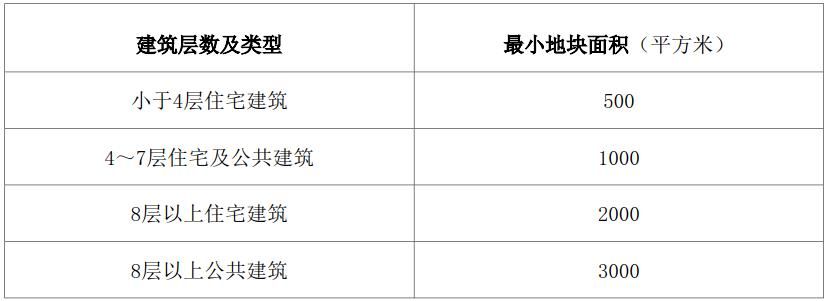 建筑层数及类型 最小地块面积（平方米）
小于4层住宅建筑 500
4～7层住宅及公共建筑 1000
8层以上住宅建筑 2000
8层以上公共建筑 3000